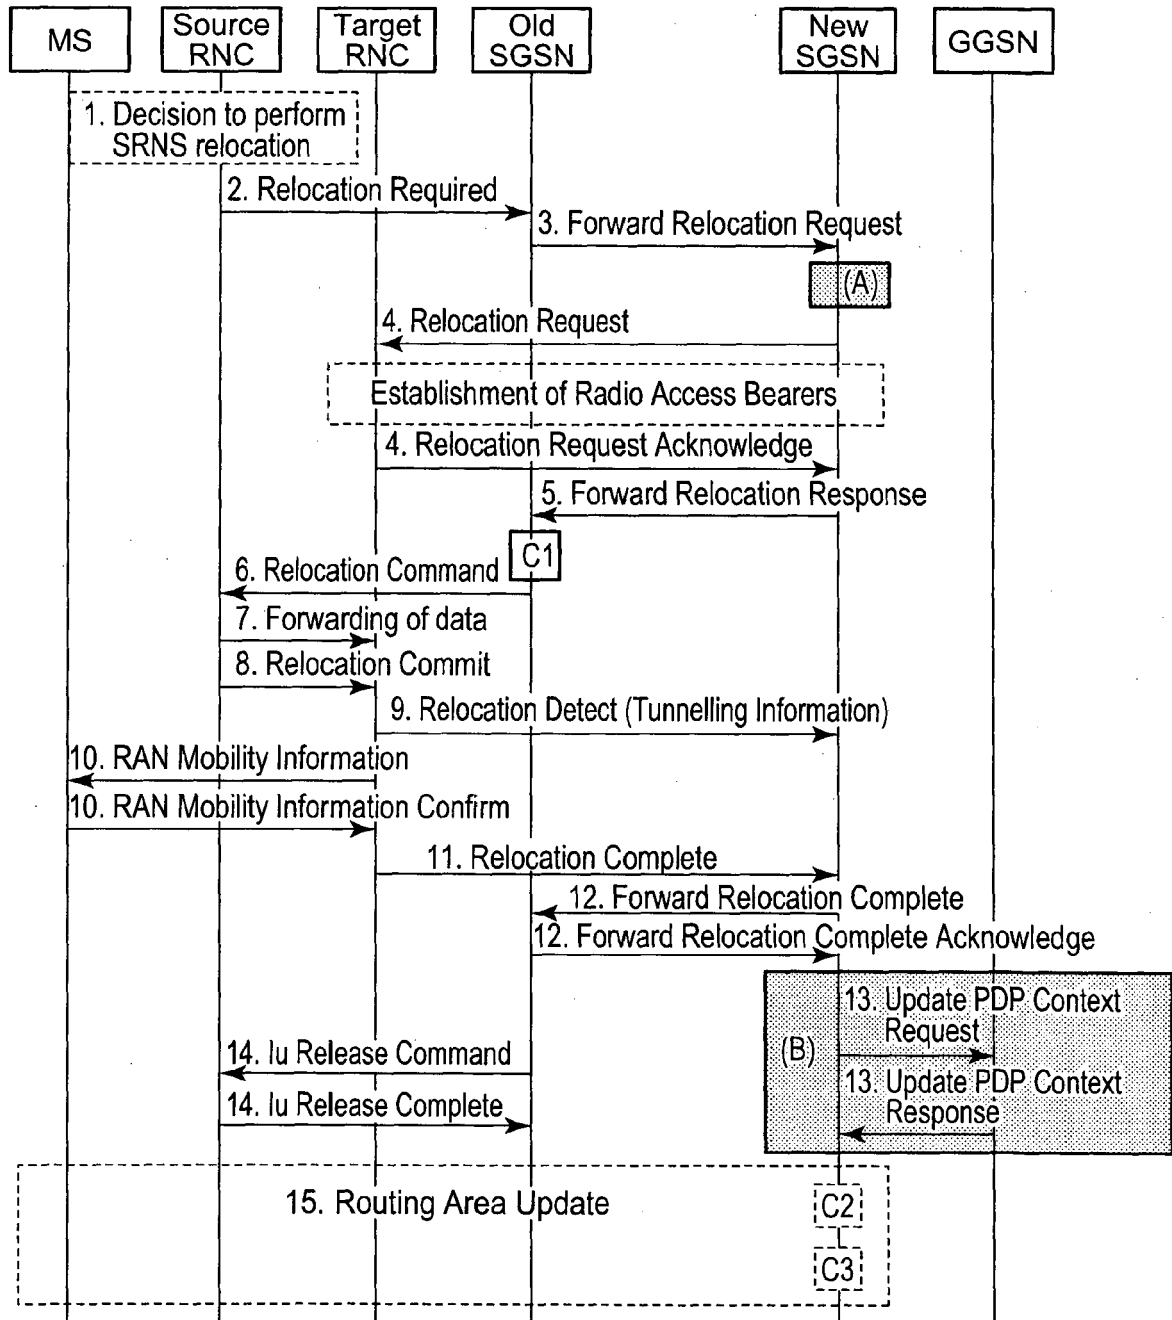 MS
Source
RNC
Target
RNC
Old
SGSN
New
SGSN
GGSN
1. Decision to perform
SRNS relocation
2. Relocation Required
3. Forward Relocation Request
(A)
4. Relocation Request
Establishment of Radio Access Bearers
4. Relocation Request Acknowledge
5. Forward Relocation Response
C1
6. Relocation Command
7. Forwarding of data
8. Relocation Commit
9. Relocation Detect (Tunnelling Information)
10. RAN Mobility Information
10. RAN Mobility Information Confirm
11. Relocation Complete
12. Forward Relocation Complete
12. Forward Relocation Complete Acknowledge
13. Update PDP Context
Request
(B)
14. Iu Release Command
13. Update PDP Context
Response
14. Iu Release Complete
15. Routing Area Update
C2
C3